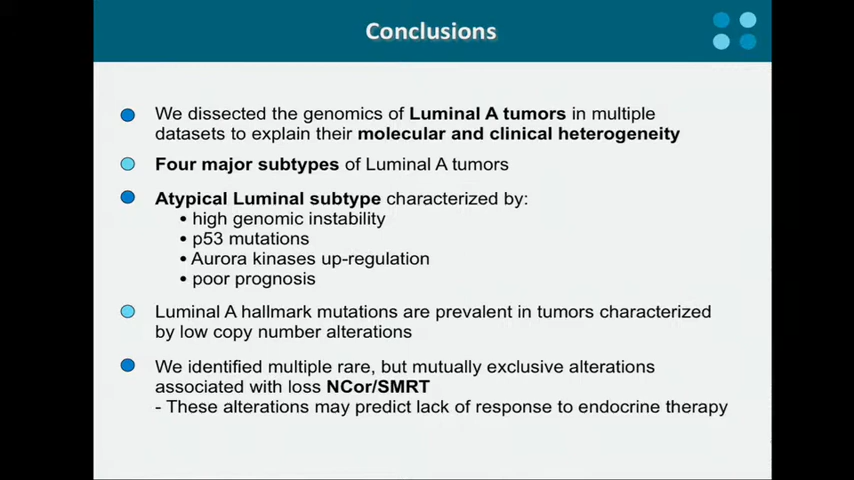 Conclusions
We dissected the genomics of Luminal A tumors in multiple
datasets to explain their molecular and clinical heterogeneity
Four major subtypes of Luminal A tumors
Atypical Luminal subtype characterized by:
• high genomic instability
• p53 mutations
• Aurora kinases up-regulation
• poor prognosis
Luminal A hallmark mutations are prevalent in tumors characterized
by low copy number alterations
We identified multiple rare, but mutually exclusive alterations
associated with loss NCor/SMRT
- These alterations may predict lack of response to endocrine therapy